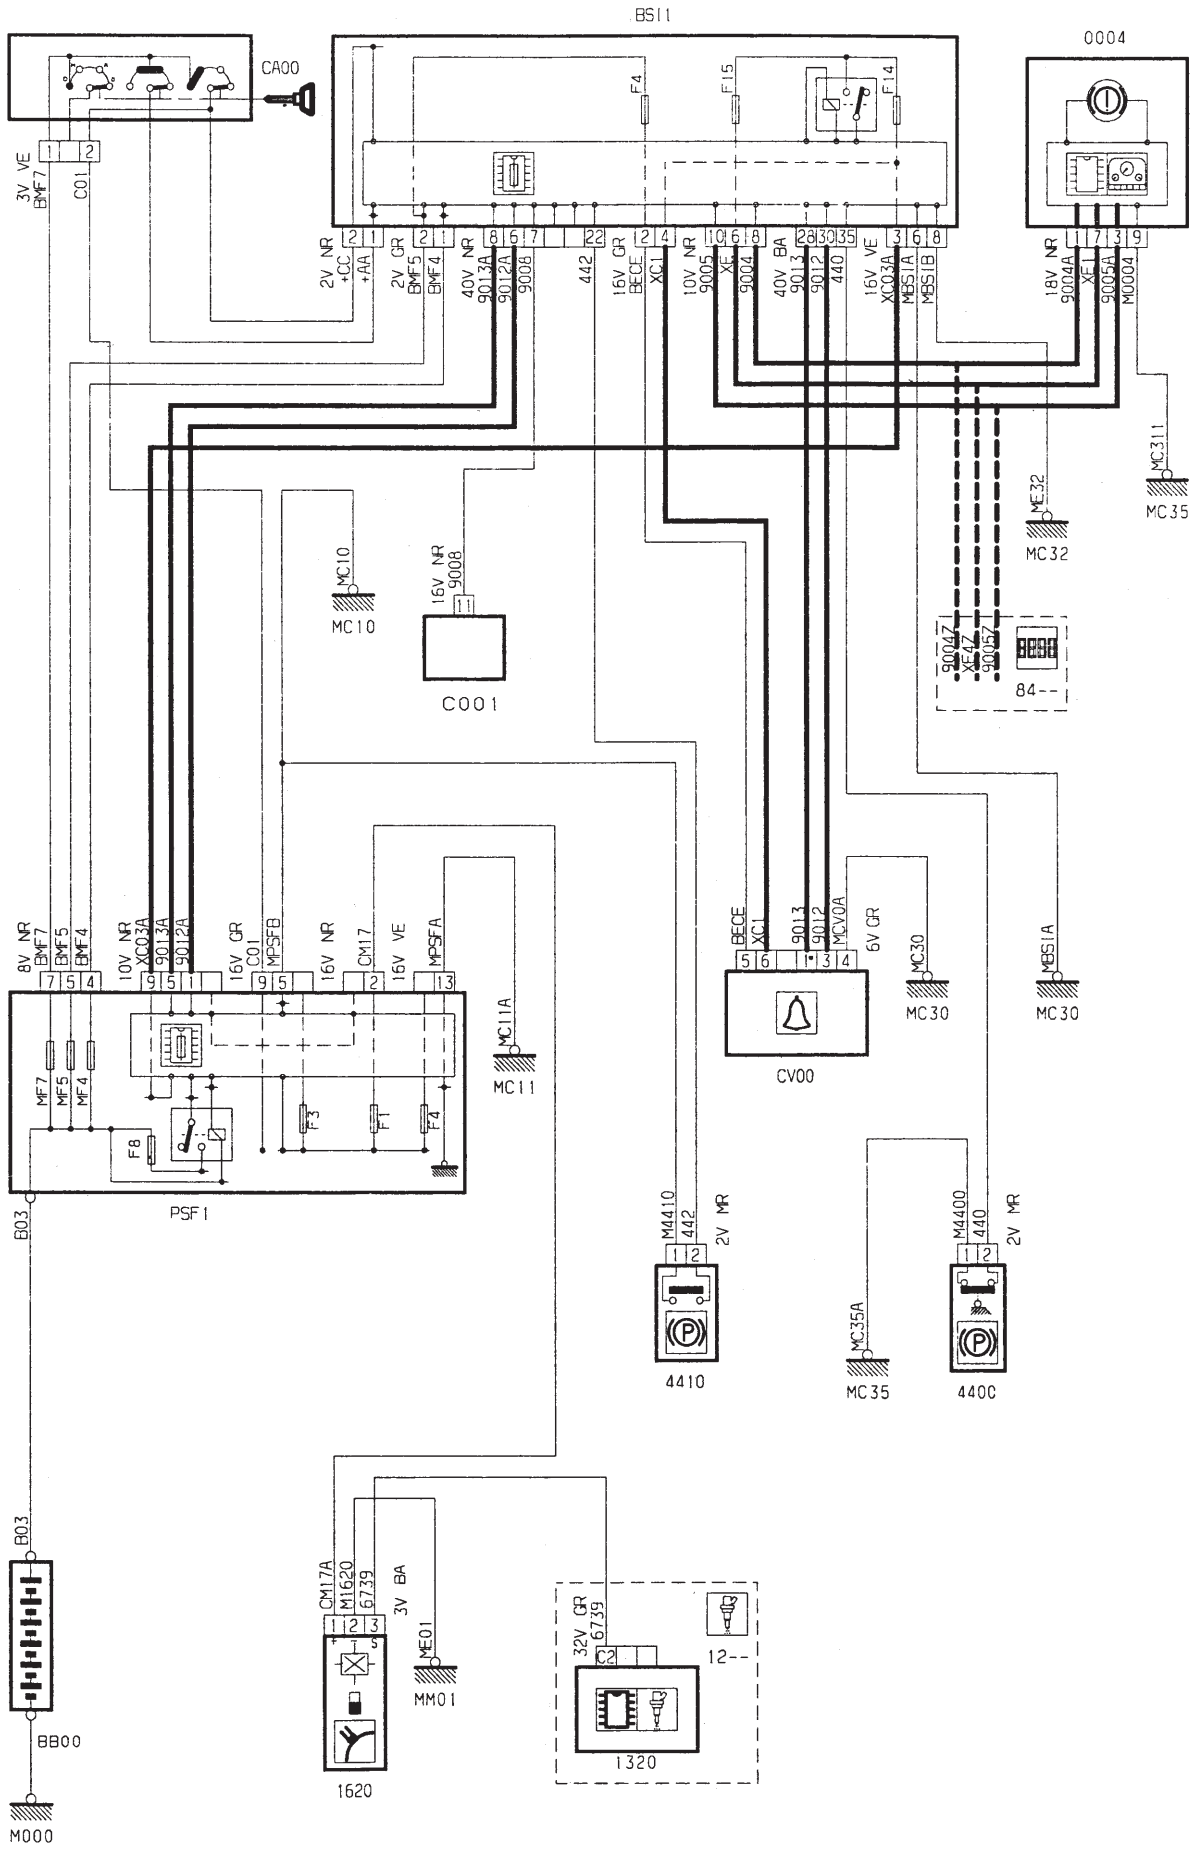 BSI1
0004
CA00
F4
F15
F14
1 2
3V VE
BMF7
C01
2 1
2 1
8 6 7 22
2 4
10 6 8
28 30 35
3 6 8
1 7 3 9
2V NR
+CC
+AA
2V GR
BMF5
BMF4
40V NR
9013A
9012A
9008
442
16V GR
BECE
XC1
10V NR
9005
XE
9004
40V BA
9013
9012
440
16V VE
XC03A
MBSIA
MBSIB
18V NR
9004A
XE1
9005A
M0004
MC311
MC35
ME32
MC32
MC10
MC10
16V NR
9008
11
C001
9004Z
XE4Z
9005Z
84--
8V NR
BMF7
BMF5
BMF4
10V NR
XC03A
9013A
9012A
16V GR
C01
MPSFB
16V NR
CM17
16V VE
MPSFA
7 5 4
9 5 1
9 5
2
13
MC11A
MC11
MF7
MF5
MF4
F8
F3
F1
F4
PSF1
B03
BECE
XC1
9013
9012
MCV0A
6V GR
5 6 1* 3 4
CV00
MC30
MC30
MBSIA
MC30
M4410
442
2V MR
1 2
P
4410
M4400
440
2V MR
1 2
P
4400
MC35A
MC35
B03
BB00
M000
CM17A
M1620
6739
3V BA
1 2 3
+ - S
1620
ME01
MM01
32V GR
6739
C2
12--
1320